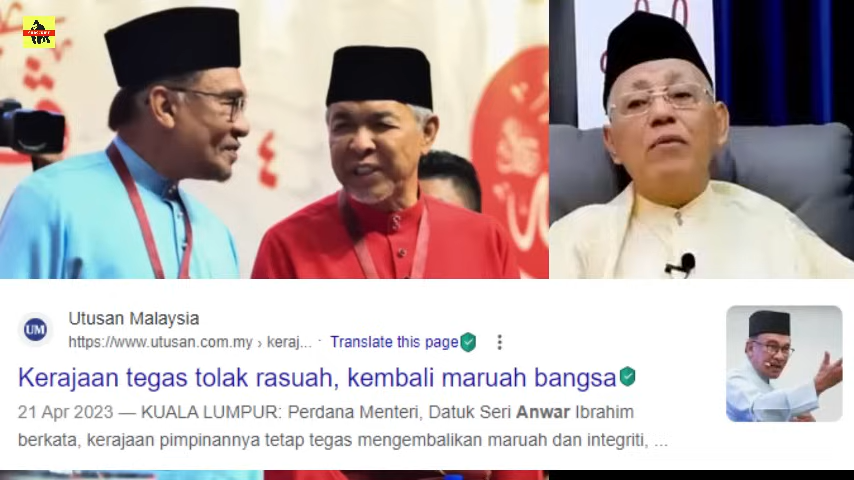 UM
Utusan Malaysia
https://www.utusan.com.my › keraj... · Translate this page
Kerajaan tegas tolak rasuah, kembali maruah bangsa
21 Apr 2023 — KUALA LUMPUR: Perdana Menteri, Datuk Seri Anwar Ibrahim
berkata, kerajaan pimpinannya tetap tegas mengembalikan maruah dan integriti, ...